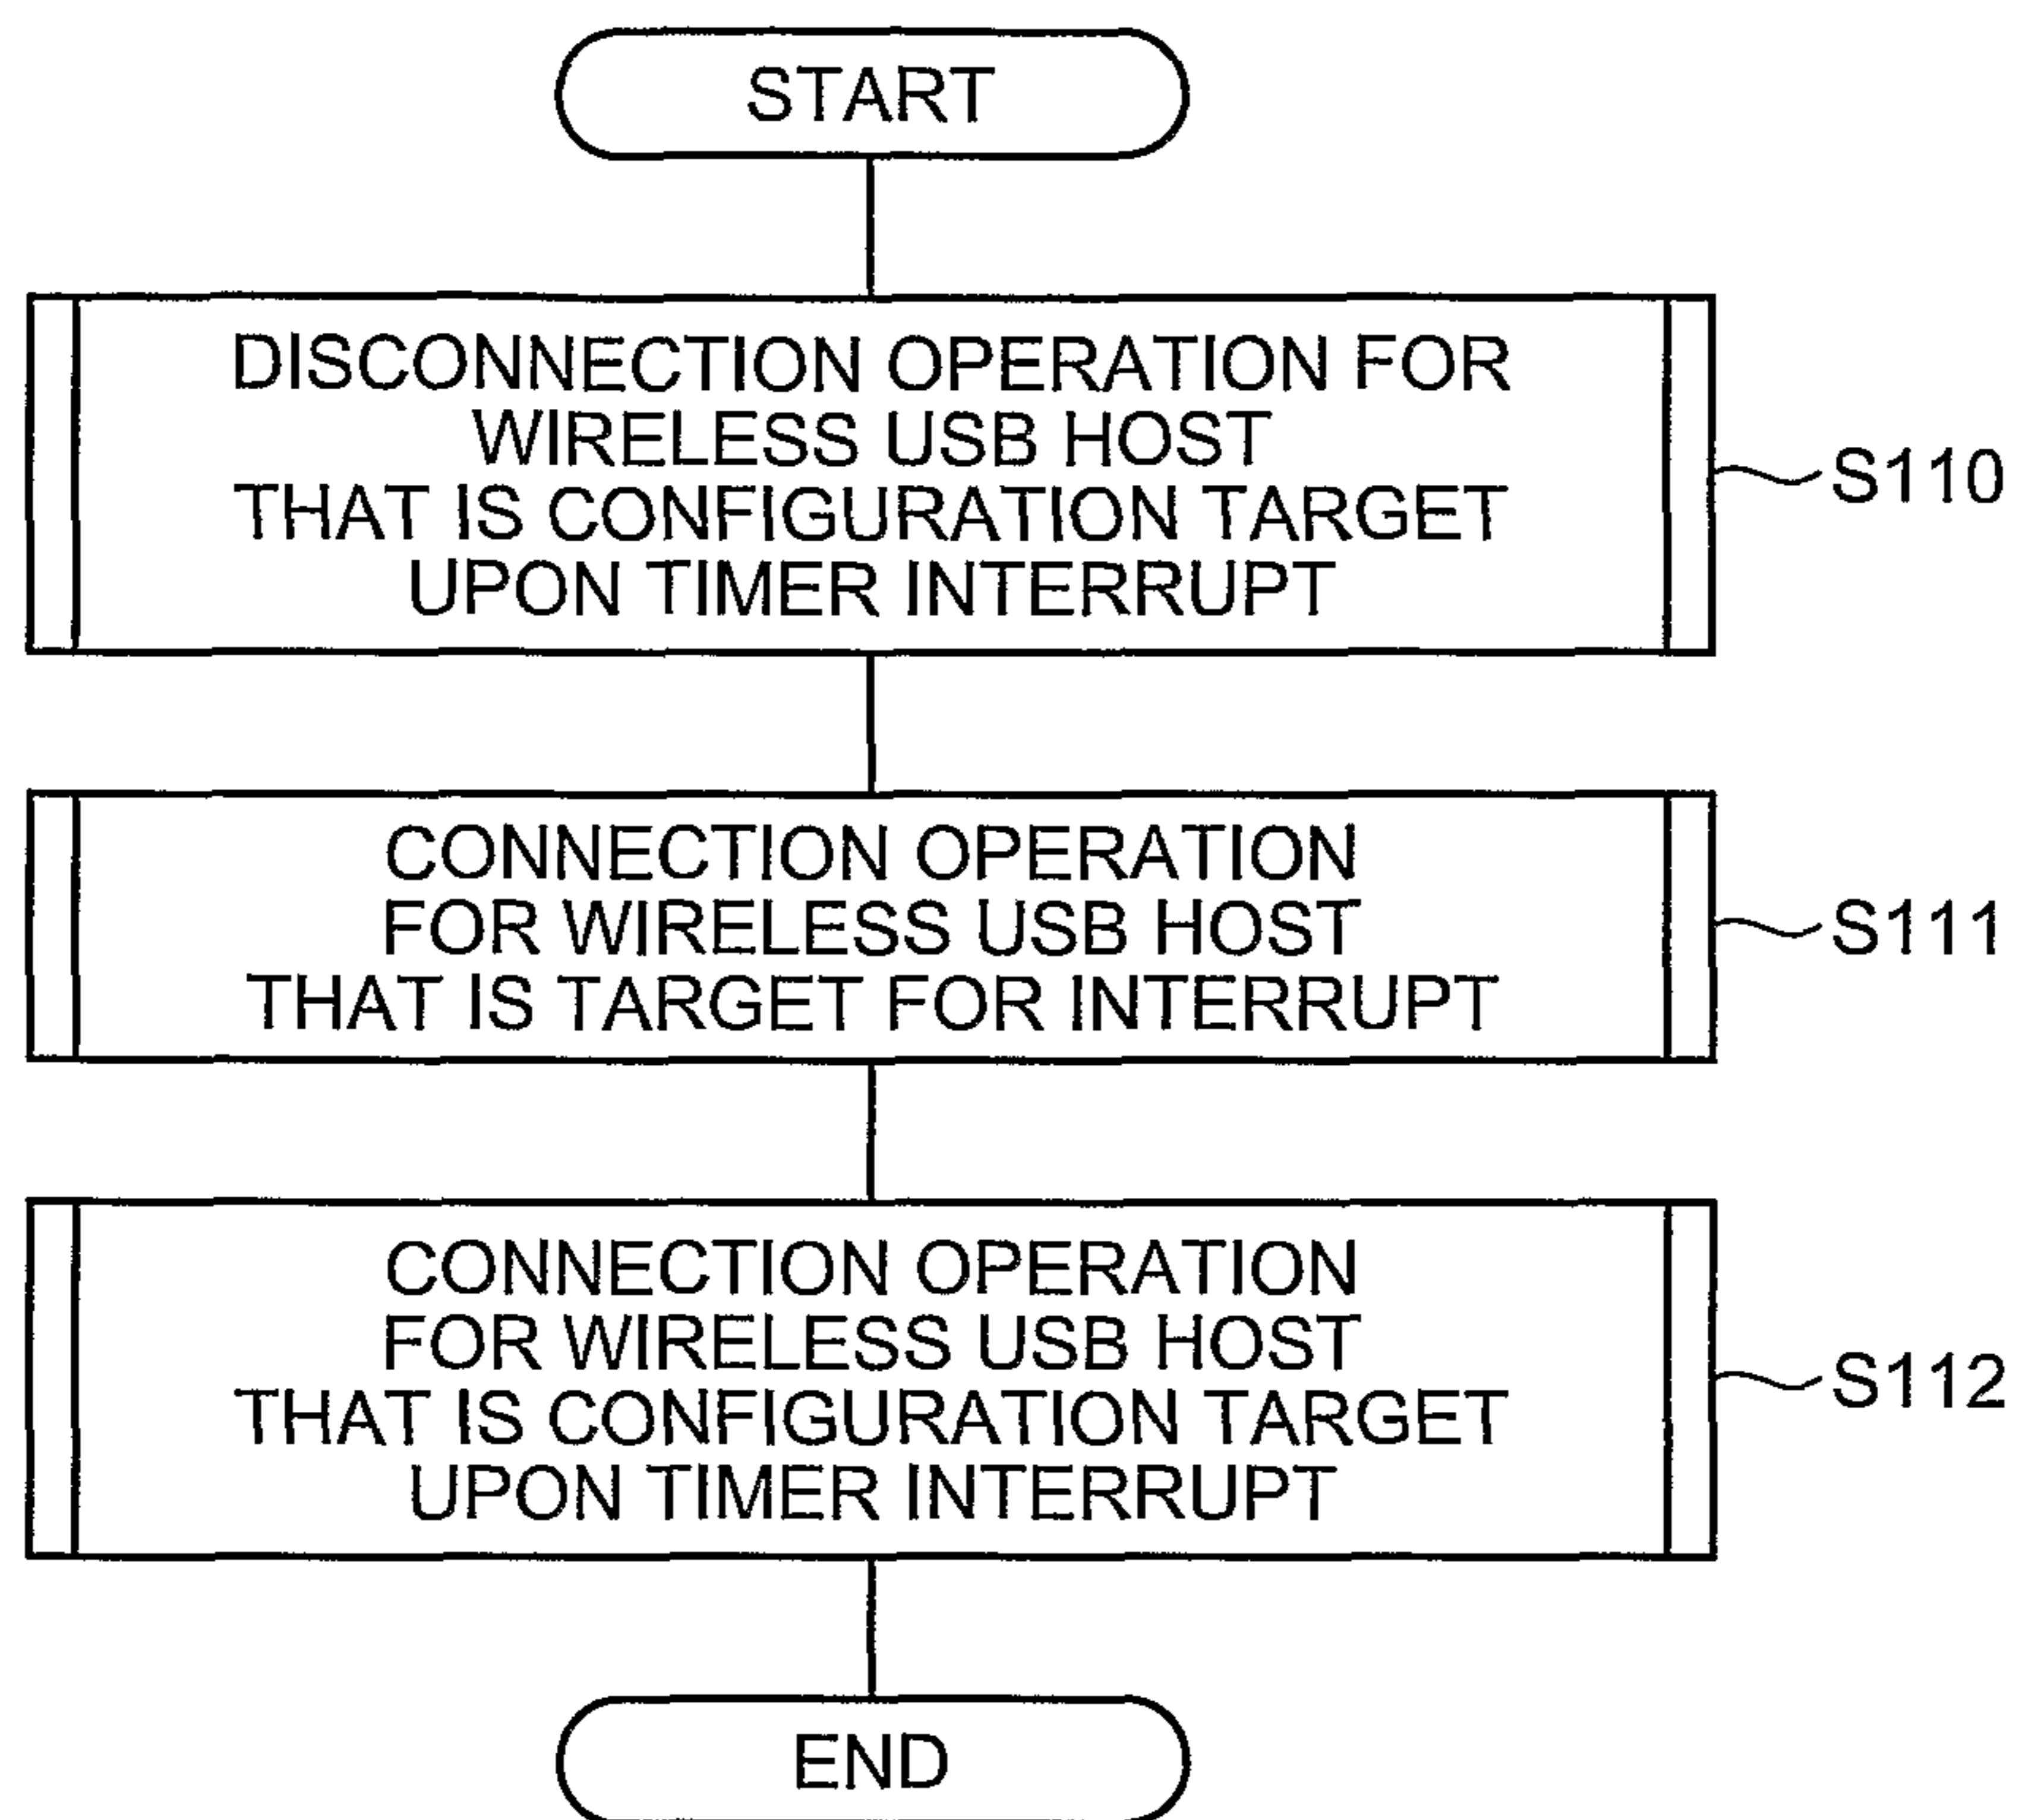 START
DISCONNECTION OPERATION FOR
WIRELESS USB HOST
THAT IS CONFIGURATION TARGET
UPON TIMER INTERRUPT
S110
CONNECTION OPERATION
FOR WIRELESS USB HOST
THAT IS TARGET FOR INTERRUPT
S111
CONNECTION OPERATION
FOR WIRELESS USB HOST
THAT IS CONFIGURATION TARGET
UPON TIMER INTERRUPT
S112
END